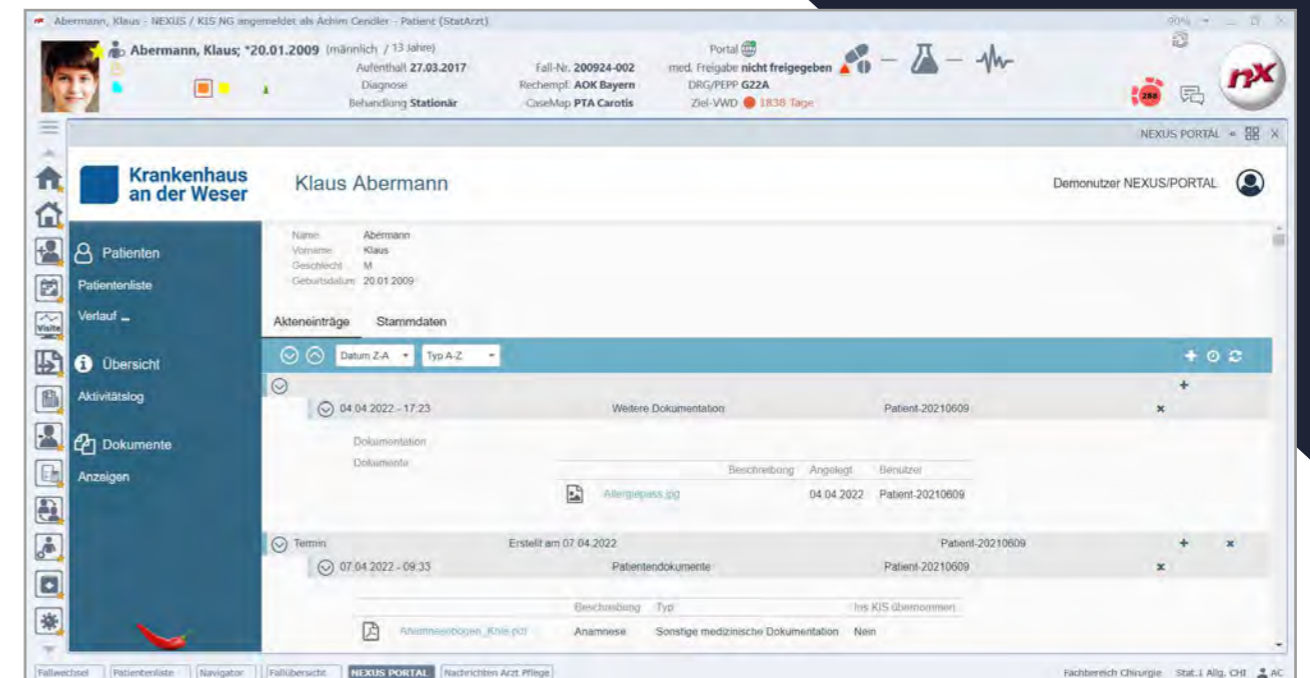 Abermann, Klaus - NEXUS / KIS NG angemeldet als Achim Cendler - Patient (StatArzt)
90%
Abermann, Klaus; *20.01.2009 (männlich / 13 Jahre)
Portal
Aufenthalt 27.03.2017 Fall-Nr. 200924-002 med. Freigabe nicht freigegeben
Diagnose Rechempf. AOK Bayern DRG/PEPP G22A
Behandlung Stationär CaseMap PTA Carotis Ziel-VWD 1838 Tage
288
nx
NEXUS PORTAL
Krankenhaus
an der Weser
Klaus Abermann
Demonutzer NEXUS/PORTAL
Patienten
Patientenliste
Verlauf
Übersicht
Aktivitätslog
Dokumente
Anzeigen
Visite
Name Abermann
Vorname Klaus
Geschlecht M
Geburtsdatum 20.01.2009
Akteneinträge Stammdaten
Datum Z-A Typ A-Z
04.04.2022 - 17:23 Weitere Dokumentation Patient-20210609
Dokumentation
Dokumente
Beschreibung Angelegt Benutzer
Allergiepass.jpg 04.04.2022 Patient-20210609
Termin Erstellt am 07.04.2022 Patient-20210609
07.04.2022 - 09:33 Patientendokumente Patient-20210609
Beschreibung Typ Ins KIS übernommen
Anamnesebogen_Knie.pdf Anamnese Sonstige medizinische Dokumentation Nein
Fallwechsel Patientenliste Navigator Fallübersicht NEXUS PORTAL Nachrichten Arzt Pflege Fachbereich Chirurgie Stat.1 Allg. CHI AC